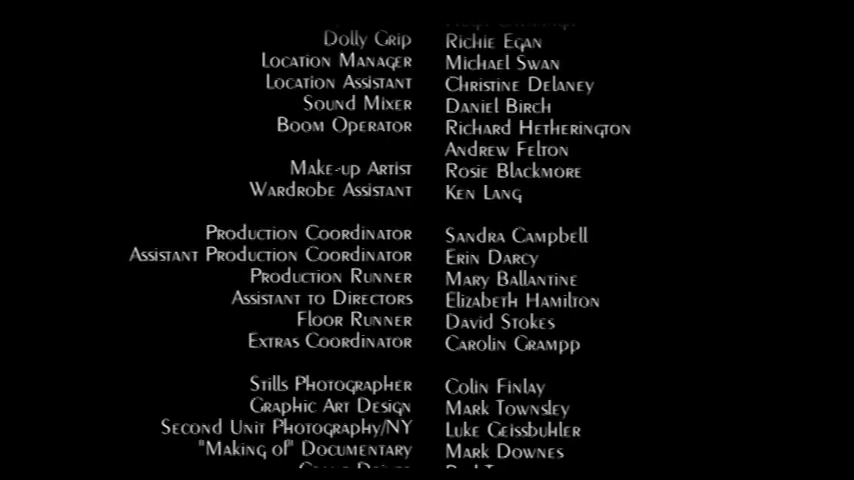 Dolly Grip Richie Egan
Location Manager Michael Swan
Location Assistant Christine Delaney
Sound Mixer Daniel Birch
Boom Operator Richard Hetherington
Andrew Felton
Make-up Artist Rosie Blackmore
Wardrobe Assistant Ken Lang
Production Coordinator Sandra Campbell
Assistant Production Coordinator Erin Darcy
Production Runner Mary Ballantine
Assistant to Directors Elizabeth Hamilton
Floor Runner David Stokes
Extras Coordinator Carolin Grampp
Stills Photographer Colin Finlay
Graphic Art Design Mark Townsley
Second Unit Photography/NY Luke Geissbuhler
"Making of" Documentary Mark Downes